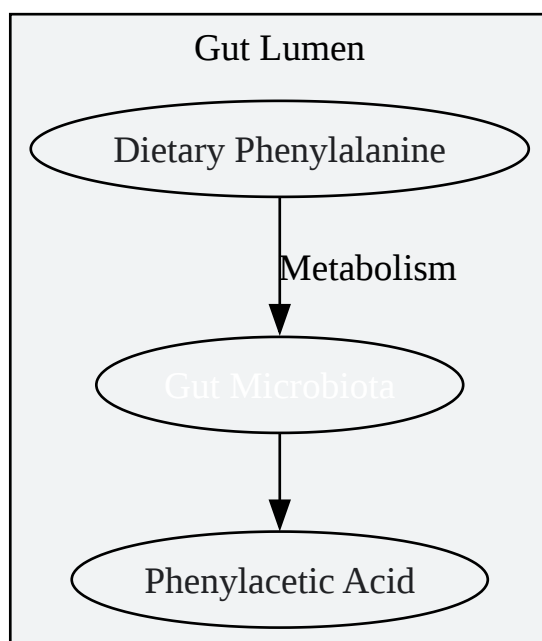 Gut Lumen
Dietary Phenylalanine
Metabolism
Gut Microbiota
Phenylacetic Acid